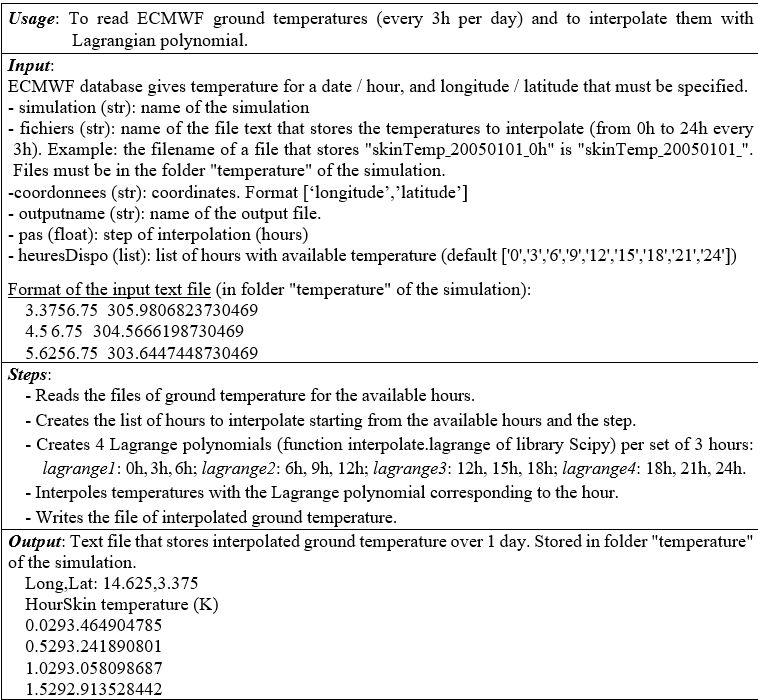 Usage: To read ECMWF ground temperatures (every 3h per day) and to interpolate them with
Lagrangian polynomial.
Input:
ECMWF database gives temperature for a date / hour, and longitude / latitude that must be specified.
- simulation (str): name of the simulation
- fichiers (str): name of the file text that stores the temperatures to interpolate (from 0h to 24h every
3h). Example: the filename of a file that stores "skinTemp_20050101_0h" is "skinTemp_20050101_".
Files must be in the folder "temperature" of the simulation.
-coordonnees (str): coordinates. Format [‘longitude’,’latitude’]
- outputname (str): name of the output file.
- pas (float): step of interpolation (hours)
- heuresDispo (list): list of hours with available temperature (default ['0','3','6','9','12','15','18','21','24'])
Format of the input text file (in folder "temperature" of the simulation):
3.3756.75 305.9806823730469
4.5 6.75 304.5666198730469
5.6256.75 303.6447448730469
Steps:
- Reads the files of ground temperature for the available hours.
- Creates the list of hours to interpolate starting from the available hours and the step.
- Creates 4 Lagrange polynomials (function interpolate.lagrange of library Scipy) per set of 3 hours:
lagrange1: 0h, 3h, 6h; lagrange2: 6h, 9h, 12h; lagrange3: 12h, 15h, 18h; lagrange4: 18h, 21h, 24h.
- Interpoles temperatures with the Lagrange polynomial corresponding to the hour.
- Writes the file of interpolated ground temperature.
Output: Text file that stores interpolated ground temperature over 1 day. Stored in folder "temperature"
of the simulation.
Long,Lat: 14.625,3.375
HourSkin temperature (K)
0.0293.464904785
0.5293.241890801
1.0293.058098687
1.5292.913528442